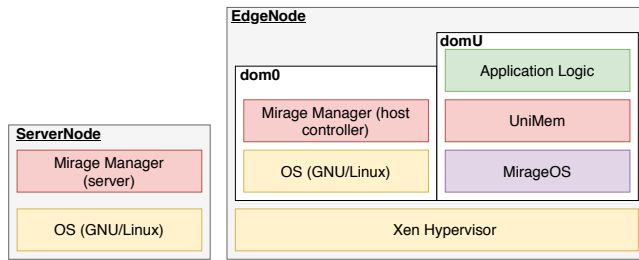 EdgeNode
domU
Application Logic
dom0
Mirage Manager (host
controller)
UniMem
ServerNode
Mirage Manager
(server)
OS (GNU/Linux)
MirageOS
OS (GNU/Linux)
Xen Hypervisor